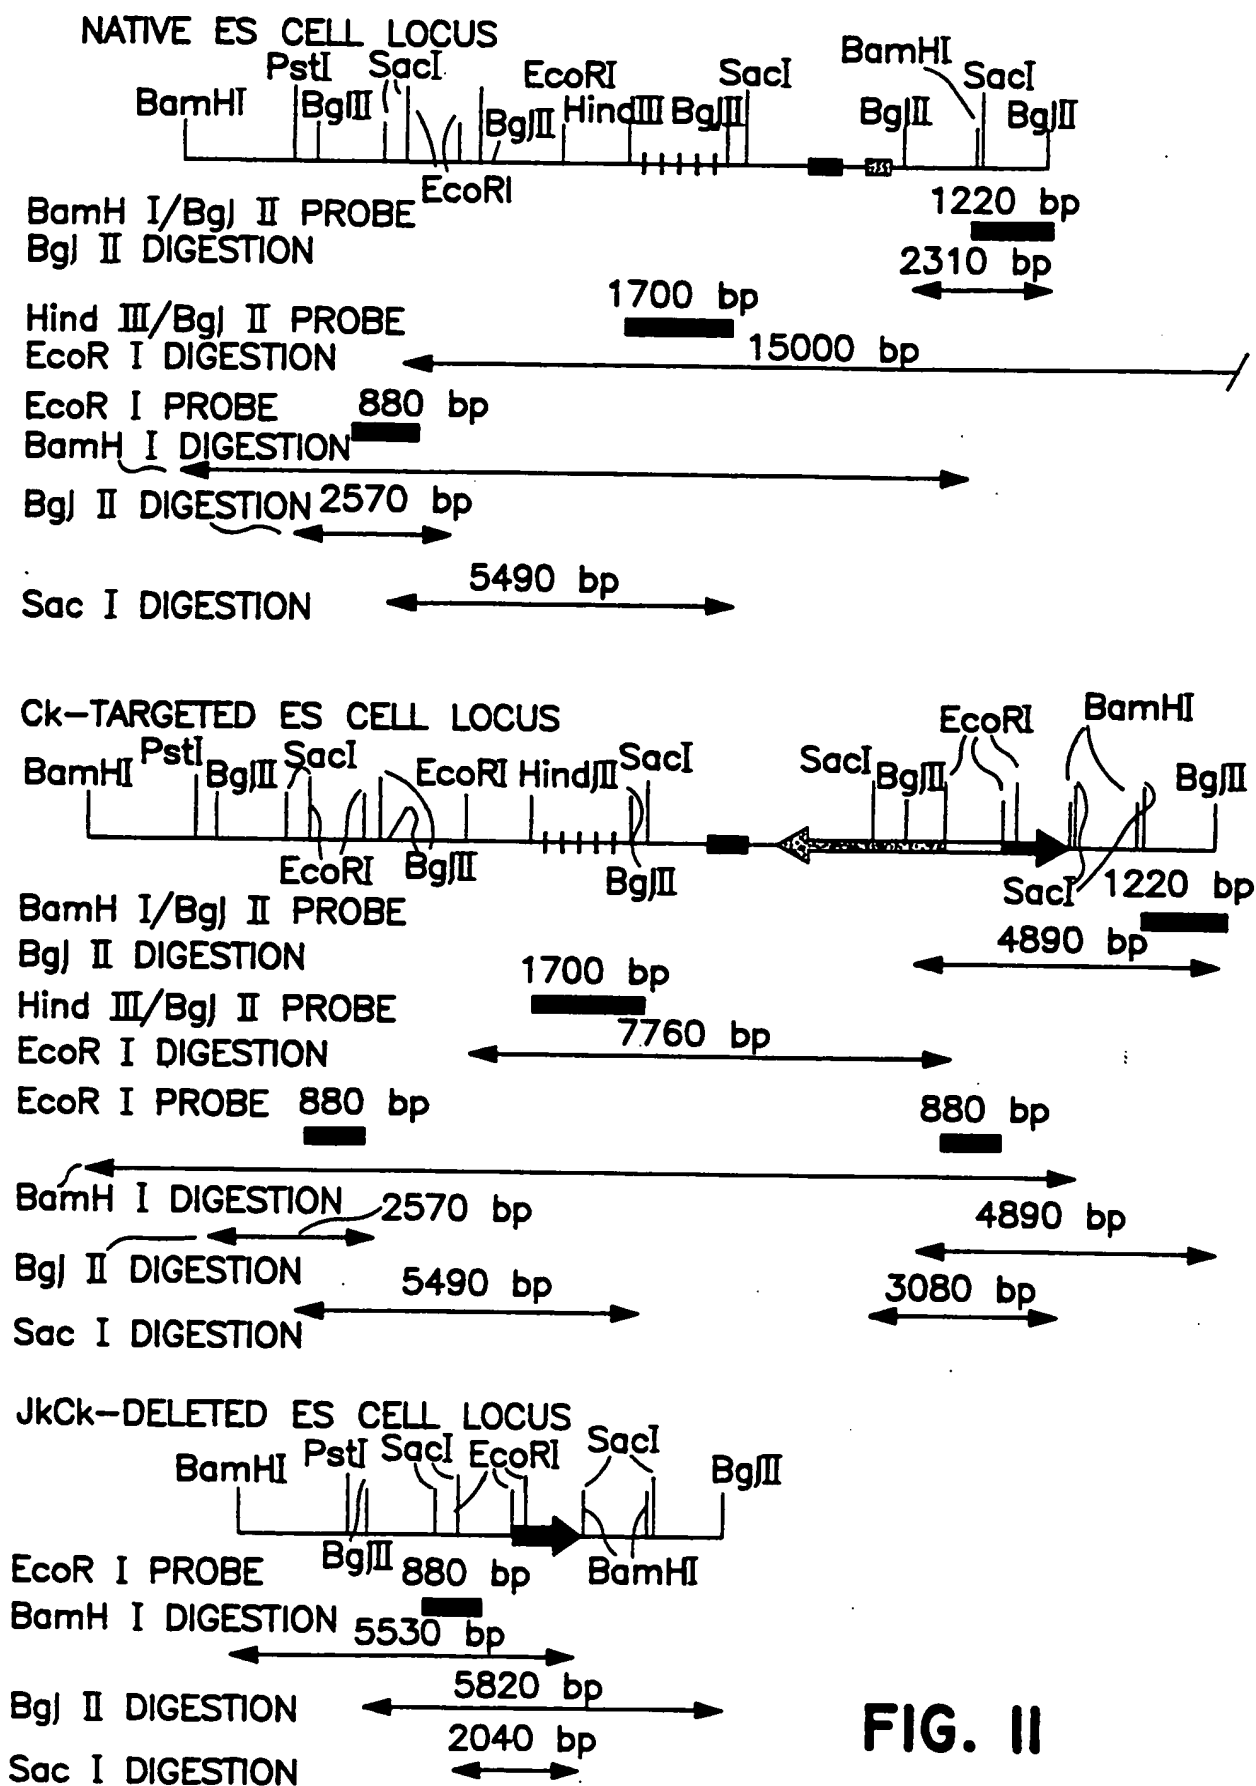 NATIVE ES CELL LOCUS
BamHI PstI BglII SacI EcoRI BglII EcoRI HindIII BglII SacI BglII BamHI SacI BglII
BamH I/Bgl II PROBE 1220 bp
Bgl II DIGESTION 2310 bp
Hind III/Bgl II PROBE 1700 bp
EcoR I DIGESTION 15000 bp
EcoR I PROBE 880 bp
BamH I DIGESTION
Bgl II DIGESTION 2570 bp
Sac I DIGESTION 5490 bp
Ck-TARGETED ES CELL LOCUS
BamHI PstI BglII SacI EcoRI BglII EcoRI HindIII BglII SacI SacI BglII EcoRI BamHI SacI BglII
BamH I/Bgl II PROBE 1220 bp
Bgl II DIGESTION 4890 bp
Hind III/Bgl II PROBE 1700 bp
EcoR I DIGESTION 7760 bp
EcoR I PROBE 880 bp 880 bp
BamH I DIGESTION
Bgl II DIGESTION 2570 bp 4890 bp
Sac I DIGESTION 5490 bp 3080 bp
JkCk-DELETED ES CELL LOCUS
BamHI PstI BglII SacI EcoRI SacI BamHI BglII
EcoR I PROBE 880 bp
BamH I DIGESTION 5530 bp
Bgl II DIGESTION 5820 bp
Sac I DIGESTION 2040 bp
FIG. II